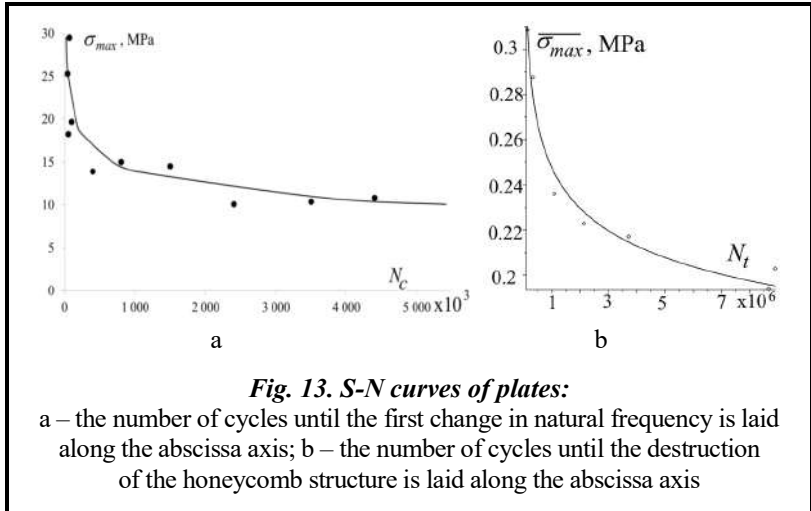 30
σmax, MPa
25
20
15
10
5
0
0
1 000
2 000
3 000
4 000
5 000 x10³
Nc
a
0.3
σmax, MPa
0.28
0.26
0.24
0.22
0.2
Nt
1
3
5
7 x10⁶
b
Fig. 13. S-N curves of plates:
a – the number of cycles until the first change in natural frequency is laid
along the abscissa axis; b – the number of cycles until the destruction
of the honeycomb structure is laid along the abscissa axis